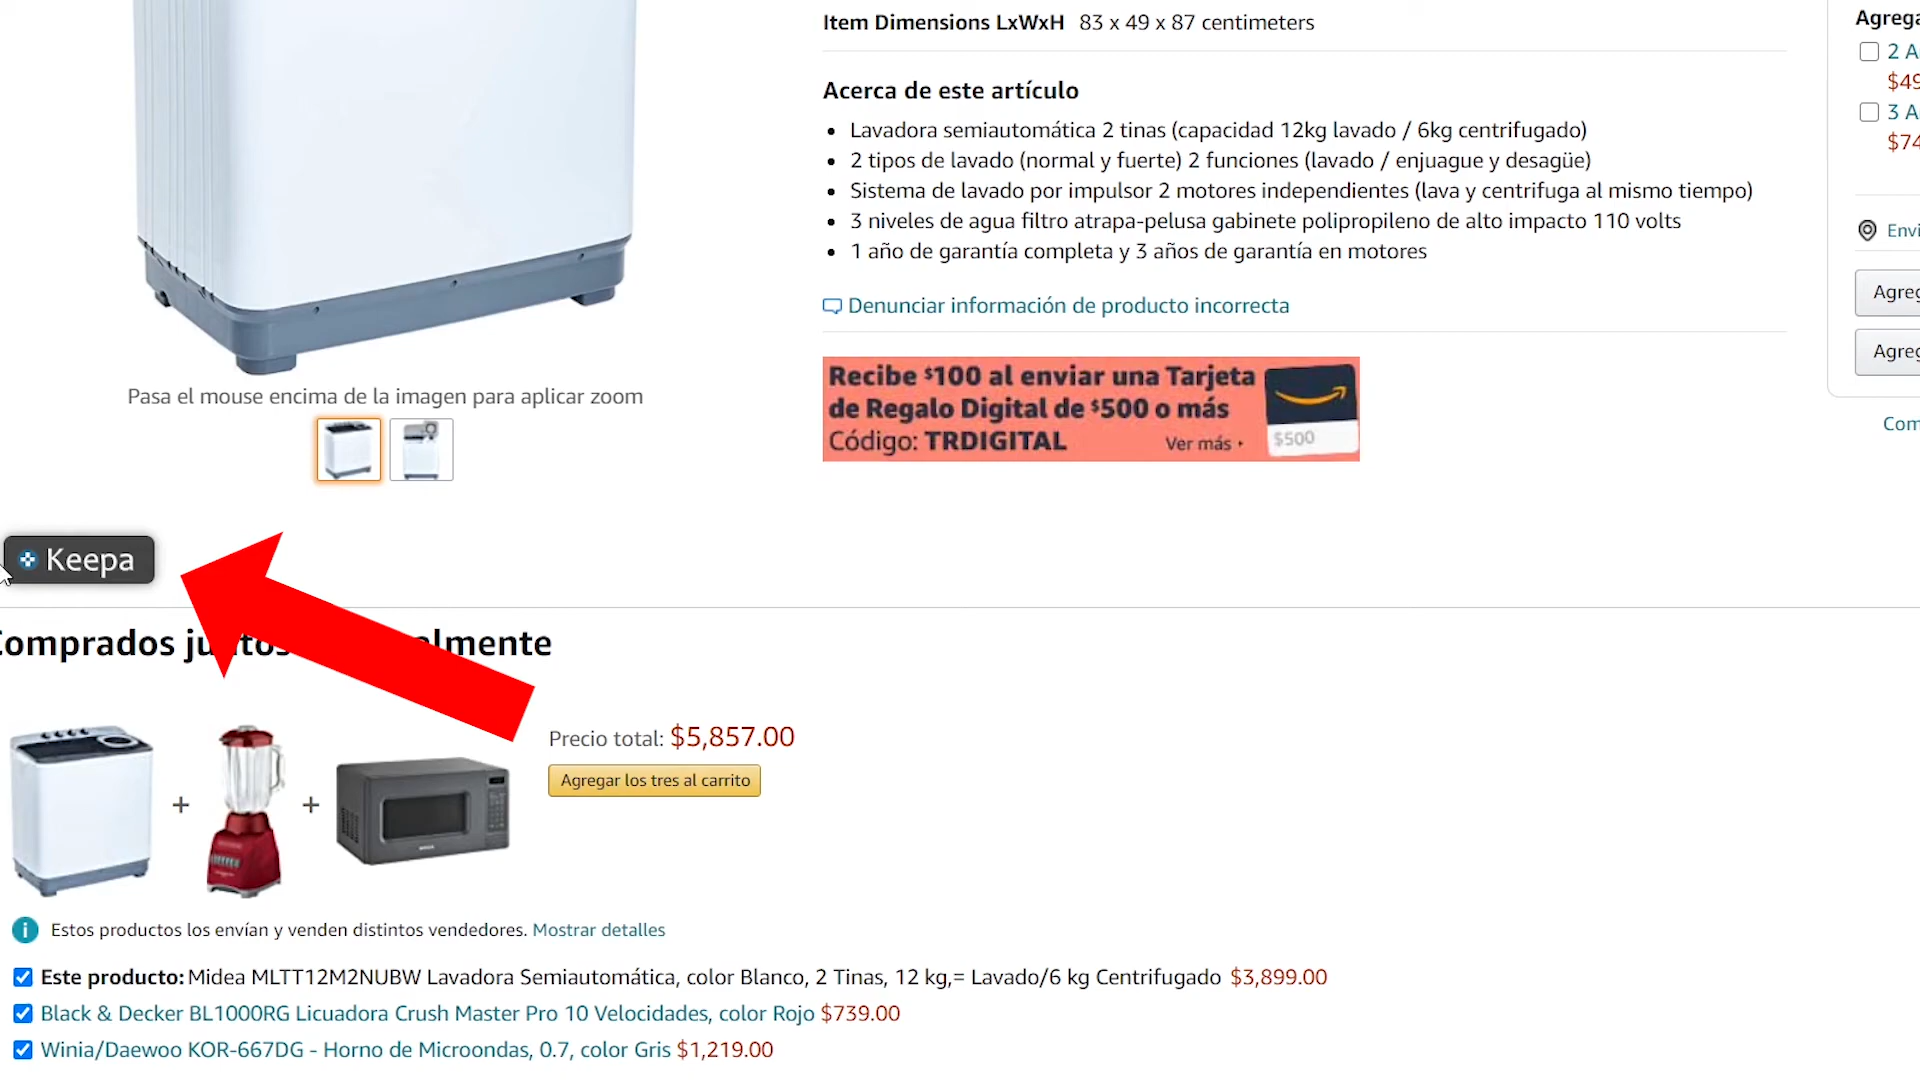 Item Dimensions LxWxH 83 x 49 x 87 centimeters
Acerca de este artículo
Lavadora semiautomática 2 tinas (capacidad 12kg lavado / 6kg centrifugado)
2 tipos de lavado (normal y fuerte) 2 funciones (lavado / enjuague y desagüe)
Sistema de lavado por impulsor 2 motores independientes (lava y centrifuga al mismo tiempo)
3 niveles de agua filtro atrapa-pelusa gabinete polipropileno de alto impacto 110 volts
1 año de garantía completa y 3 años de garantía en motores
Denunciar información de producto incorrecta
Recibe $100 al enviar una Tarjeta
de Regalo Digital de $500 o más
Código: TRDIGITAL Ver más
$500
Pasa el mouse encima de la imagen para aplicar zoom
Agrega
2 A
$49
3 A
$74
Envi
Agreg
Agreg
Com
Keepa
Comprados
Precio total: $5,857.00
Agregar los tres al carrito
+ +
Estos productos los envían y venden distintos vendedores. Mostrar detalles
Este producto: Midea MLTT12M2NUBW Lavadora Semiautomática, color Blanco, 2 Tinas, 12 kg,= Lavado/6 kg Centrifugado $3,899.00
Black & Decker BL1000RG Licuadora Crush Master Pro 10 Velocidades, color Rojo $739.00
Winia/Daewoo KOR-667DG - Horno de Microondas, 0.7, color Gris $1,219.00